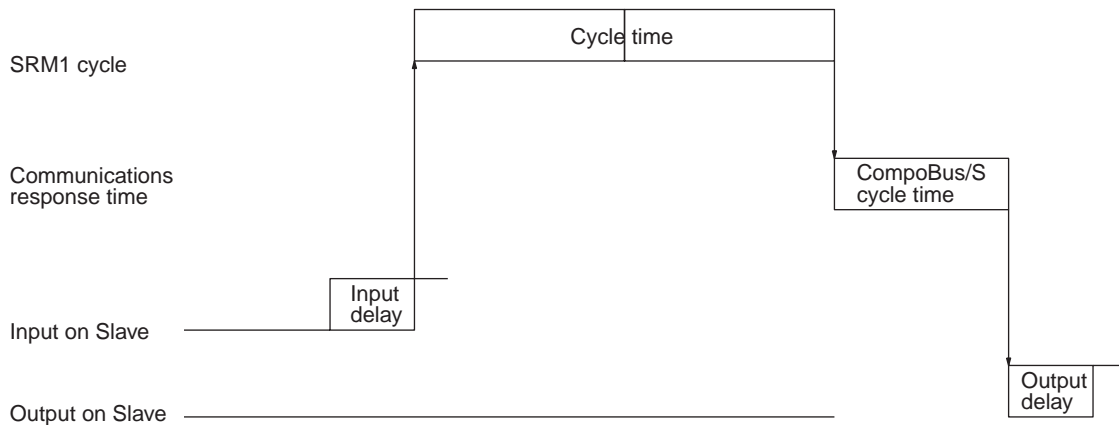 Cycle time
SRM1 cycle
Communications
response time
CompoBus/S
cycle time
Input
delay
Input on Slave
Output
delay
Output on Slave